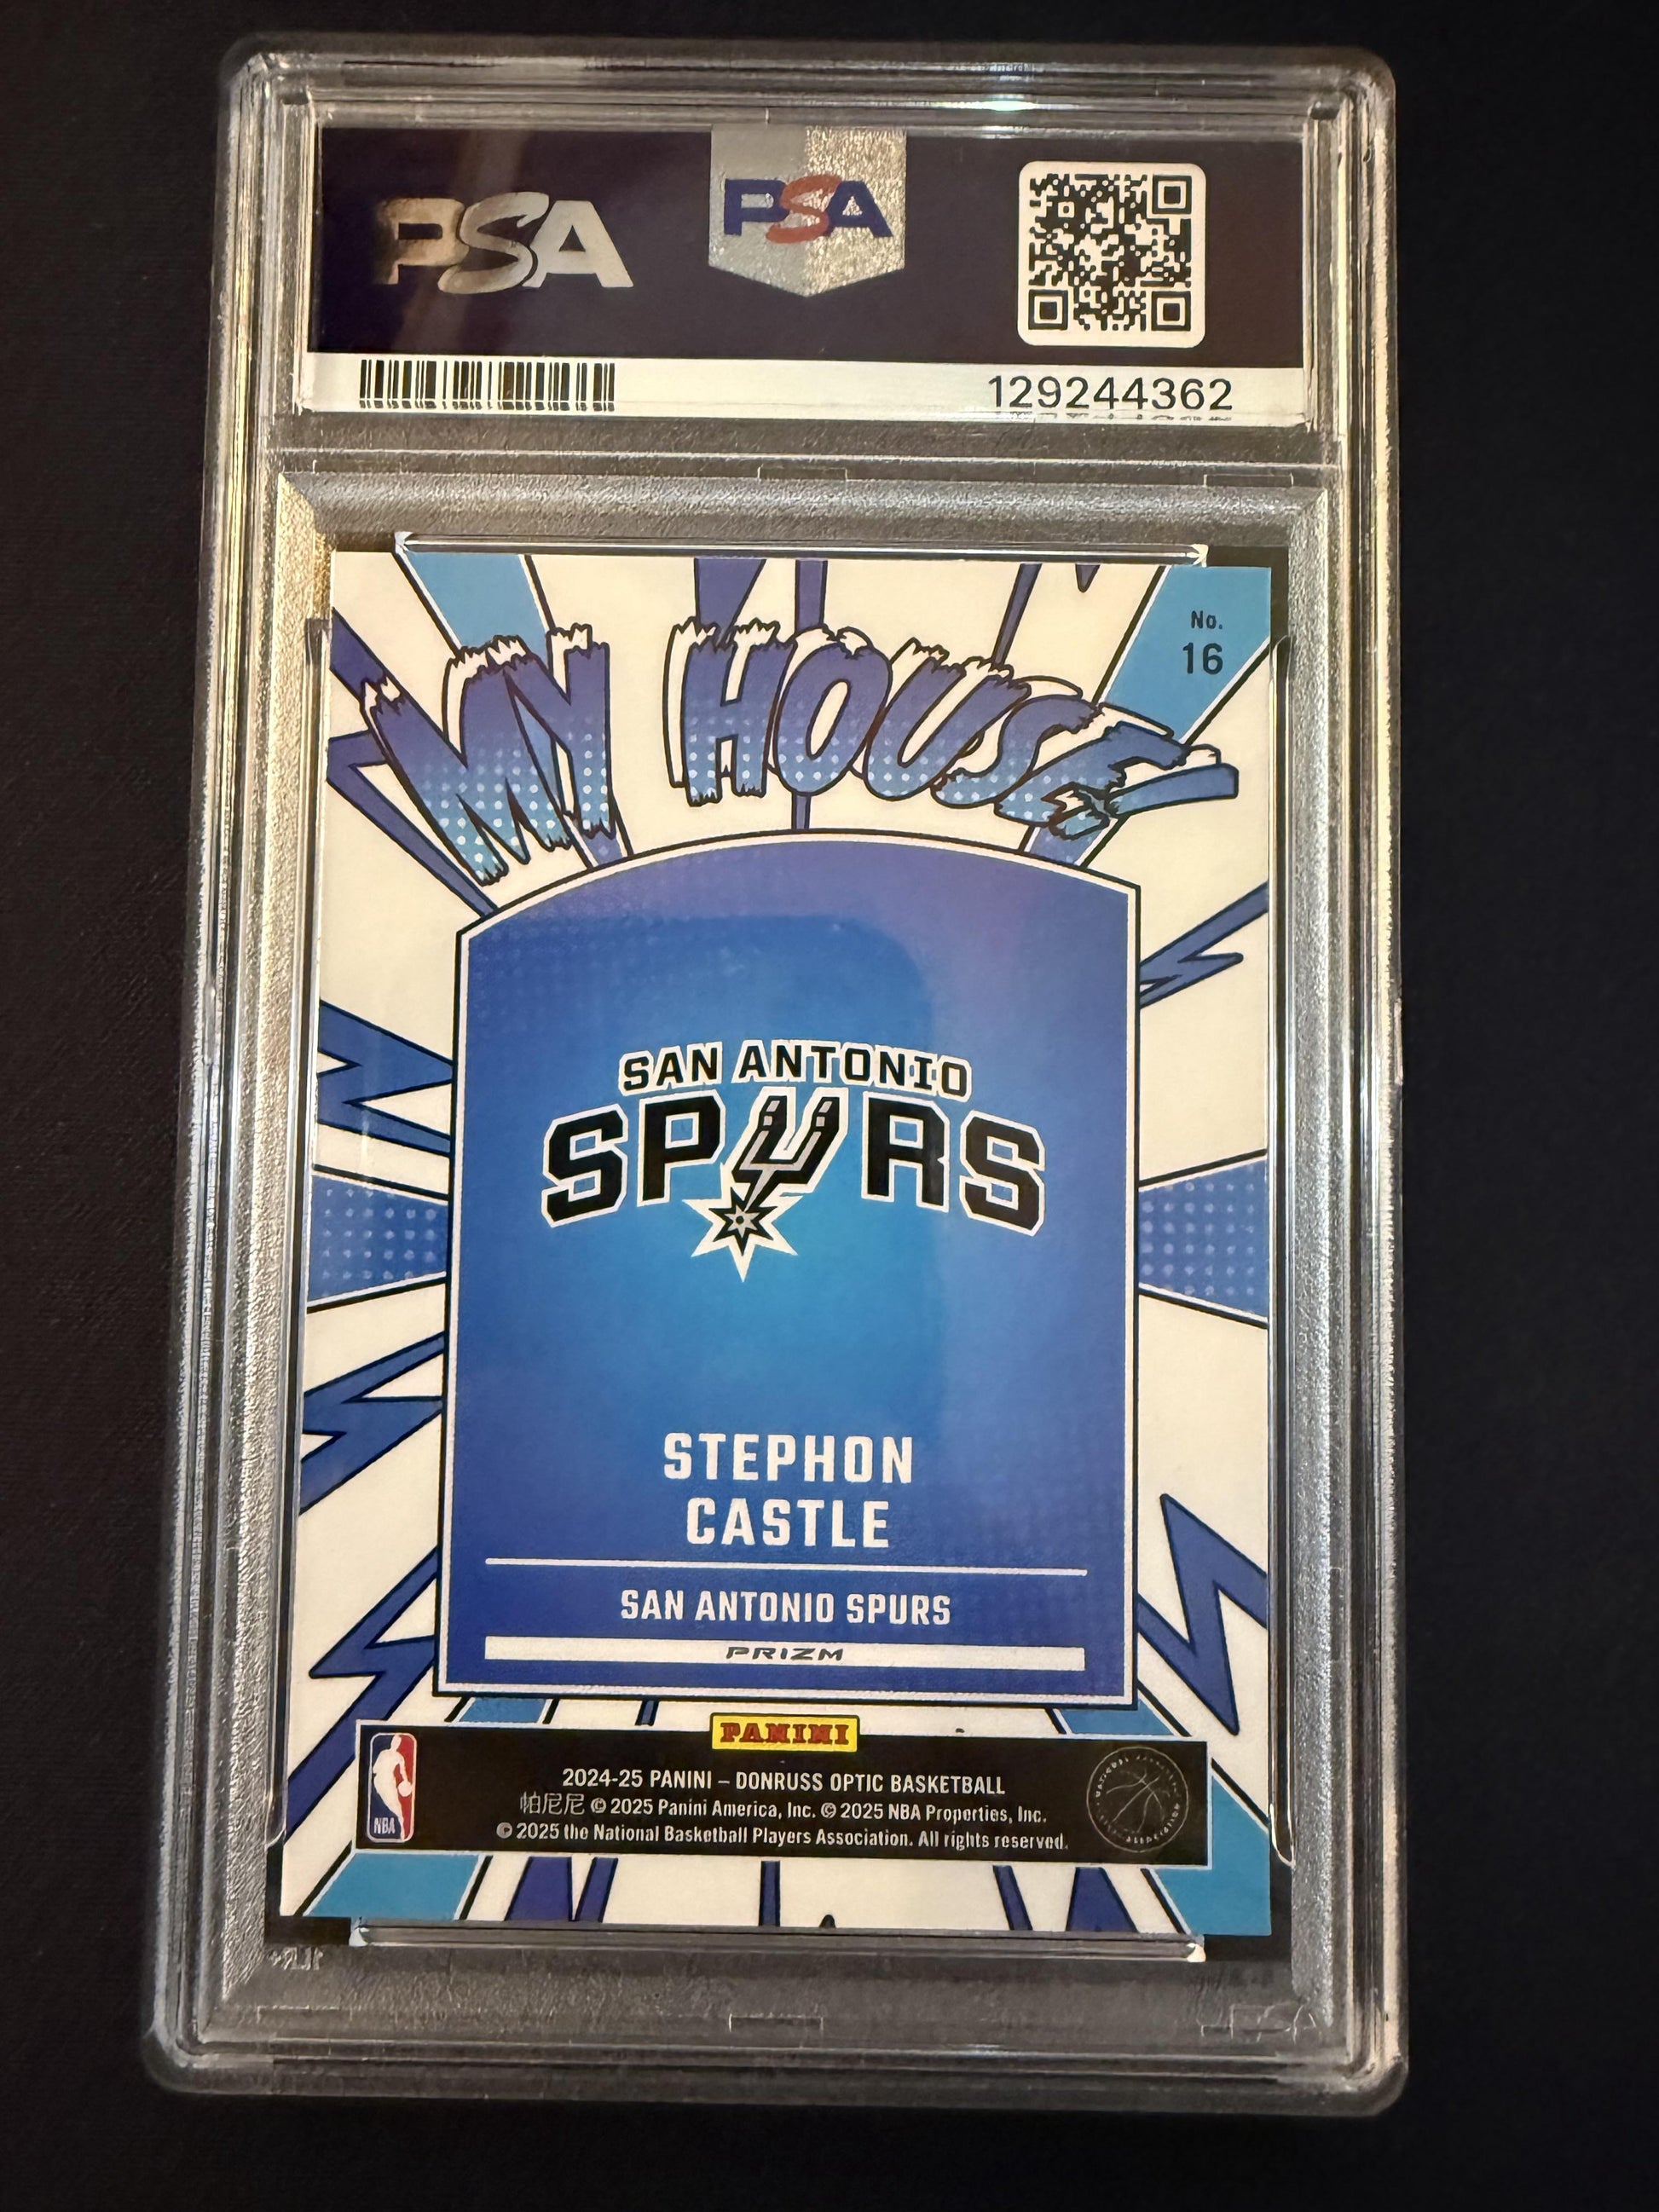 PSA
PSA
129244362
No.
16
MY HOUSE!
SAN ANTONIO
SPURS
STEPHON
CASTLE
SAN ANTONIO SPURS
PRIZM
PANINI
NBA
2024-25 PANINI – DONRUSS OPTIC BASKETBALL
帕尼尼 © 2025 Panini America, Inc. © 2025 NBA Properties, Inc.
© 2025 the National Basketball Players Association. All rights reserved.